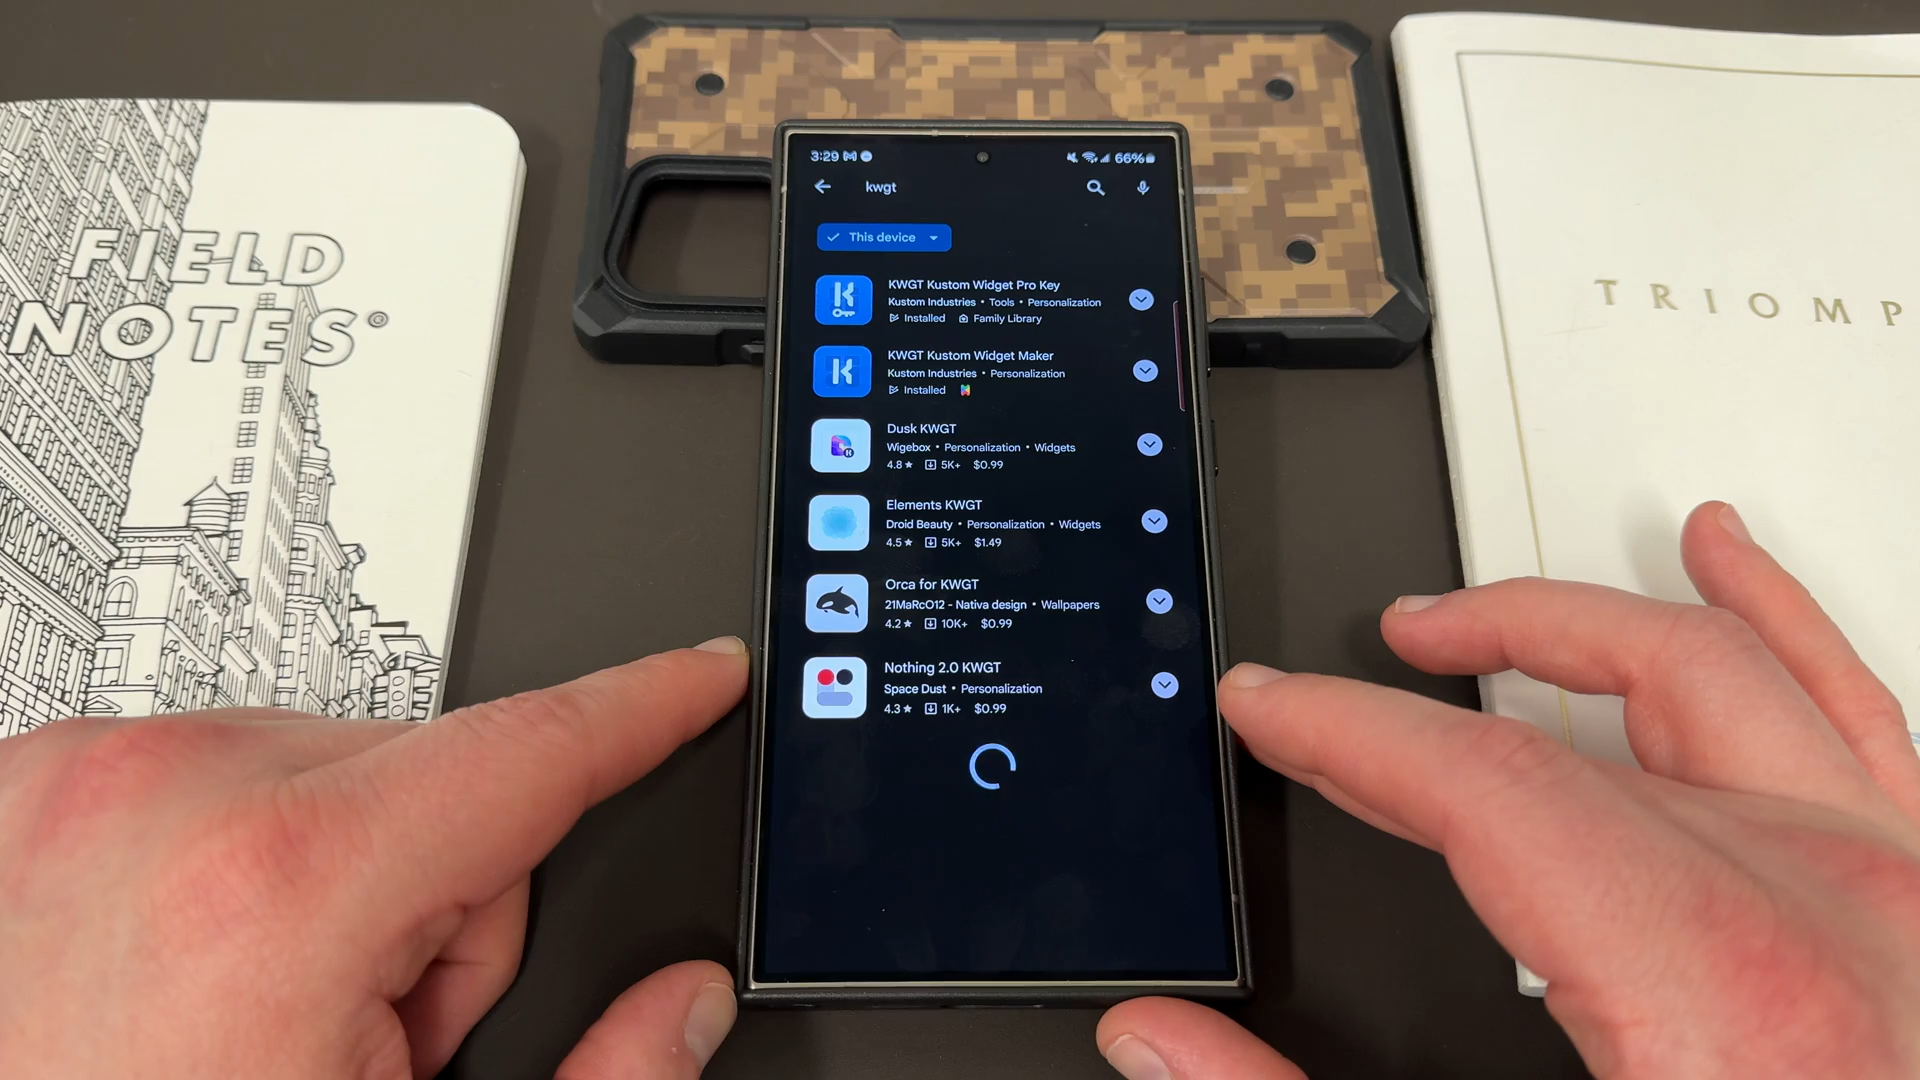 FIELD
NOTES®
TRIOMP
3:29
66%
kwgt
This device
KWGT Kustom Widget Pro Key
Kustom Industries • Tools • Personalization
Installed Family Library
KWGT Kustom Widget Maker
Kustom Industries • Personalization
Installed
Dusk KWGT
Wigebox • Personalization • Widgets
4.8★ 5K+ $0.99
Elements KWGT
Droid Beauty • Personalization • Widgets
4.5★ 5K+ $1.49
Orca for KWGT
21MaRcO12 - Nativa design • Wallpapers
4.2★ 10K+ $0.99
Nothing 2.0 KWGT
Space Dust • Personalization
4.3★ 1K+ $0.99